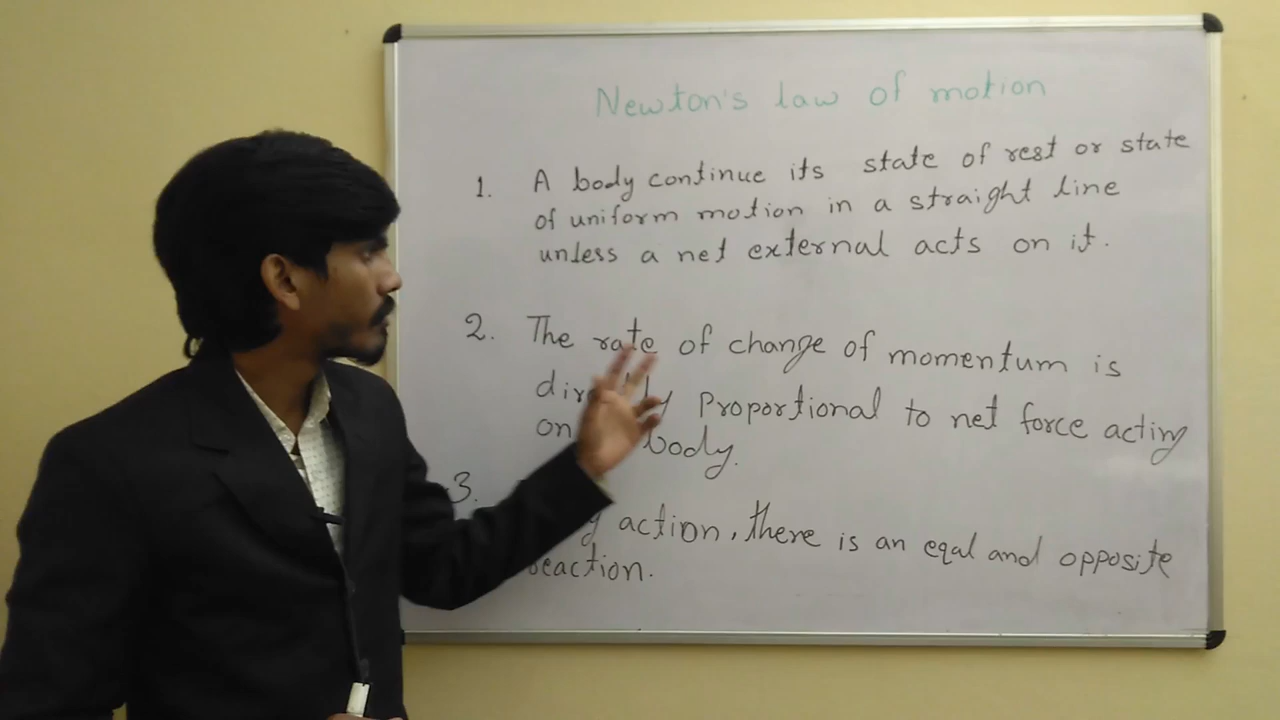 Newton's law of motion
1. A body continue its state of rest or state
of uniform motion in a straight line
unless a net external acts on it.
2. The rate of change of momentum is
proportional to net force acting
on body.
3.
action, there is an eqal and opposite
reaction.